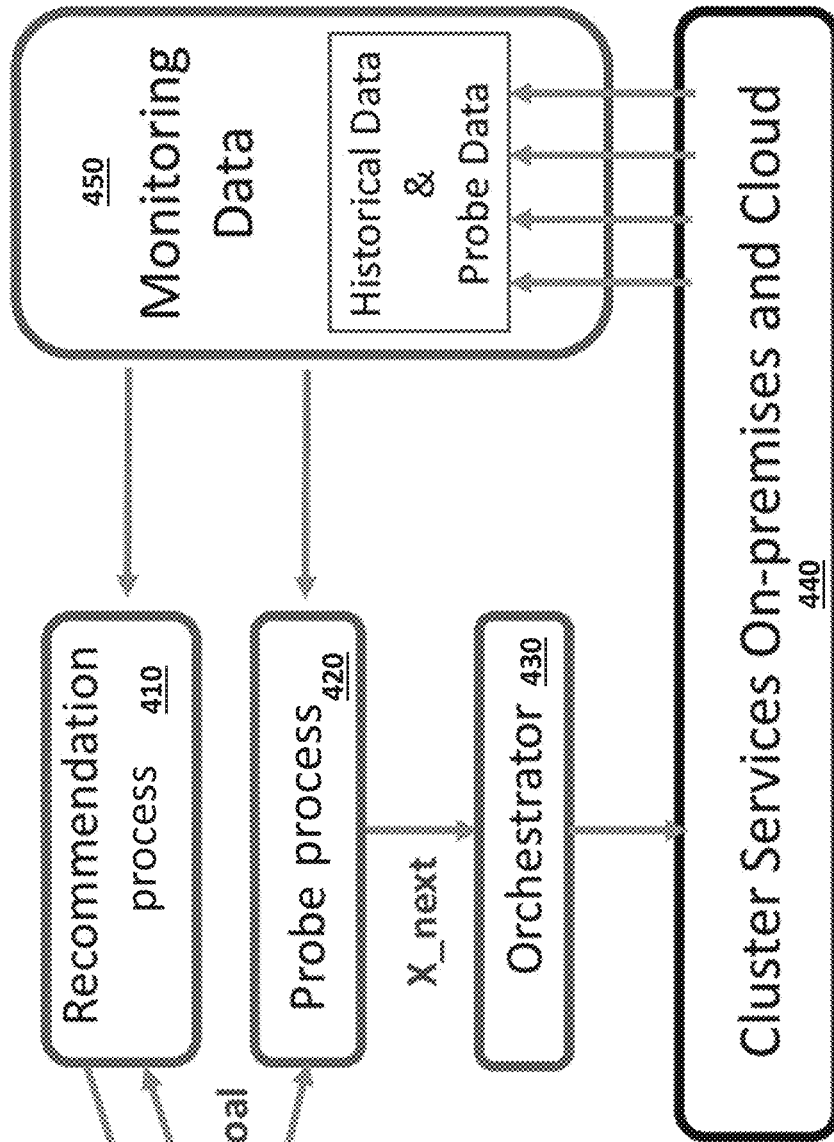 Recommendation
process
410
oal
Probe process
420
X_next
Orchestrator 430
450
Monitoring
Data
Historical Data
&
Probe Data
Cluster Services On-premises and Cloud
440